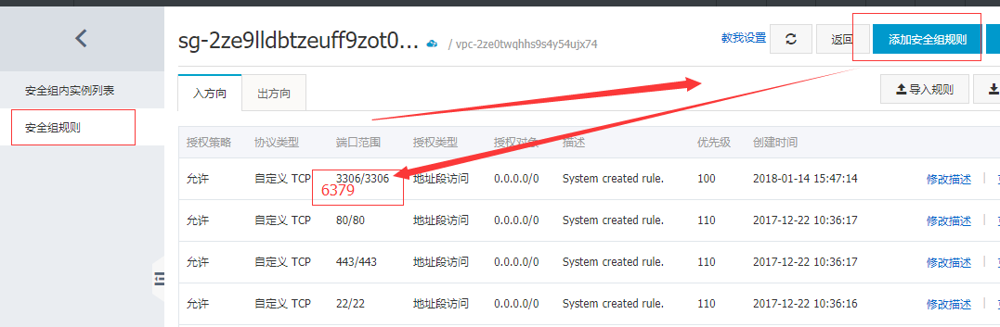 sg-2ze9lldbtzeuff9zot0... / vpc-2ze0twqhhs9s4y54ujx74 教我设置 返回 添加安全组规则
安全组内实例列表
安全组规则
入方向 出方向 导入规则
授权策略 协议类型 端口范围 授权类型 授权对象 描述 优先级 创建时间
允许 自定义 TCP 3306/3306 地址段访问 0.0.0.0/0 System created rule. 100 2018-01-14 15:47:14 修改描述
6379
允许 自定义 TCP 80/80 地址段访问 0.0.0.0/0 System created rule. 110 2017-12-22 10:36:17 修改描述
允许 自定义 TCP 443/443 地址段访问 0.0.0.0/0 System created rule. 110 2017-12-22 10:36:17 修改描述
允许 自定义 TCP 22/22 地址段访问 0.0.0.0/0 System created rule. 110 2017-12-22 10:36:16 修改描述